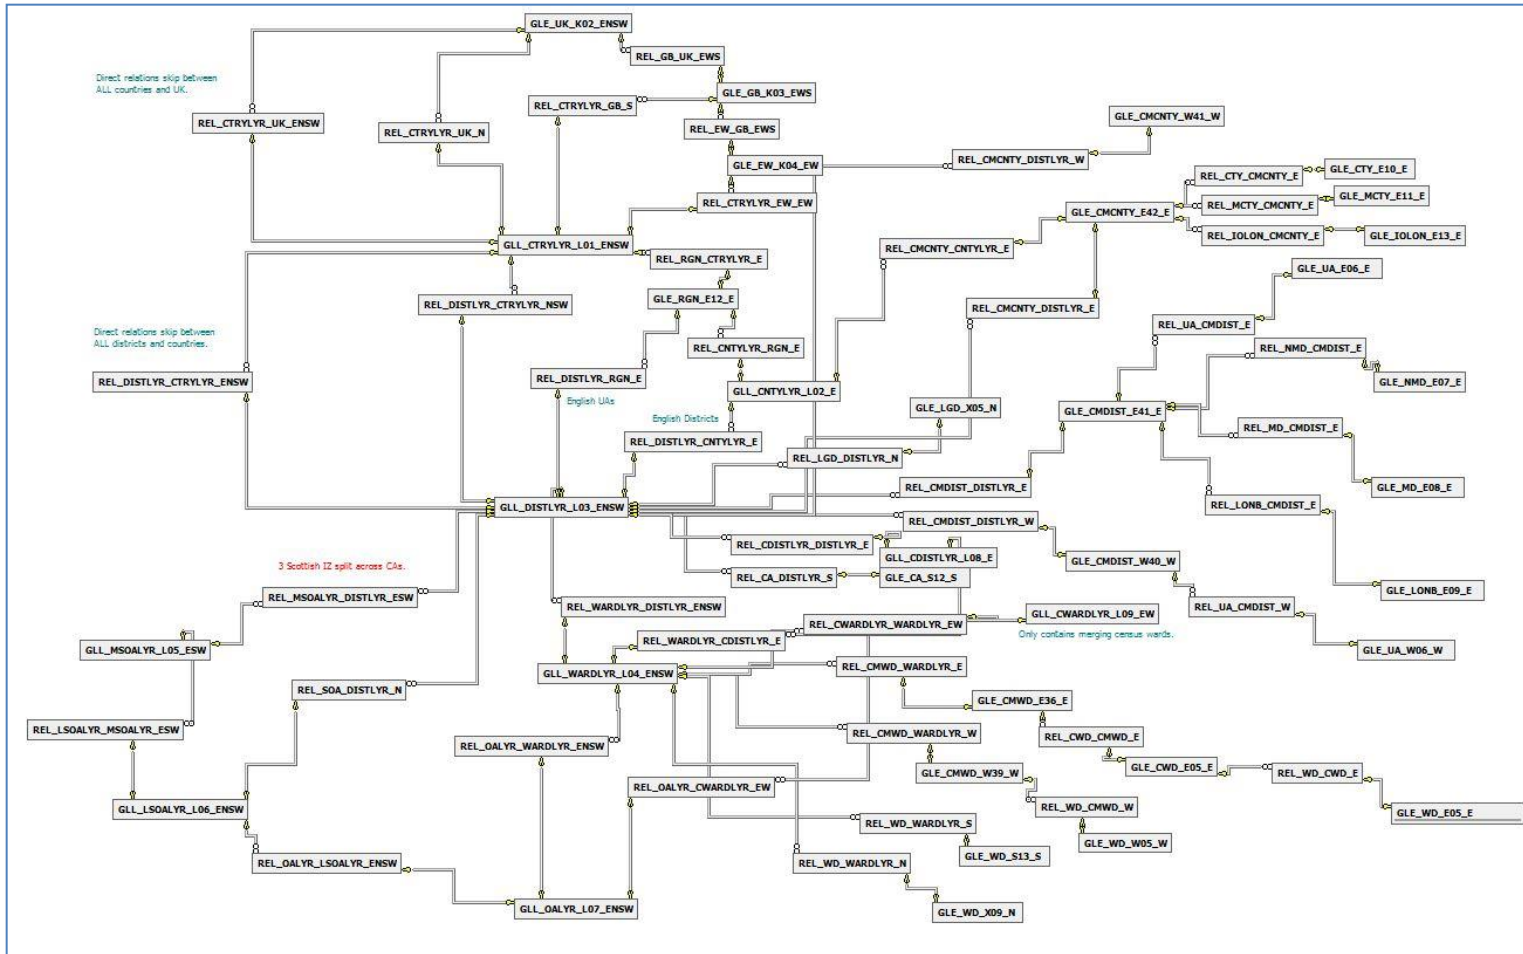 GLE_UK_K02_ENSW
REL_GB_UK_EWS
Direct relations skip between
ALL countries and UK.
GLE_GB_K03_EWS
REL_CTRYLYR_GB_S
GLE_CMCNTY_W41_W
REL_CTRYLYR_UK_ENSW
REL_CTRYLYR_UK_N
REL_EW_GB_EWS
REL_CMCNTY_DISTLYR_W
GLE_EW_K04_EW
GLE_CTY_E10_E
REL_CTY_CMCNTY_E
GLE_MCTY_E11_E
REL_CTRYLYR_EW_EW
REL_MCTY_CMCNTY_E
GLE_CMCNTY_E42_E
REL_IOLON_CMCNTY_E
GLE_IOLON_E13_E
GLL_CTRYLYR_L01_ENSW
REL_CMCNTY_CNTYLYR_E
REL_RGN_CTRYLYR_E
GLE_UA_E06_E
GLE_RGN_E12_E
REL_DISTLYR_CTRYLYR_NSW
REL_CMCNTY_DISTLYR_E
REL_UA_CMDIST_E
Direct relations skip between
ALL districts and countries.
REL_CNTYLYR_RGN_E
REL_NMD_CMDIST_E
REL_DISTLYR_CTRYLYR_ENSW
REL_DISTLYR_RGN_E
GLE_NMD_E07_E
GLL_CNTYLYR_L02_E
English UAs
GLE_LGD_X05_N
GLE_CMDIST_E41_E
English Districts
REL_MD_CMDIST_E
REL_DISTLYR_CNTYLYR_E
REL_LGD_DISTLYR_N
REL_CMDIST_DISTLYR_E
GLE_MD_E08_E
GLL_DISTLYR_L03_ENSW
REL_LONB_CMDIST_E
REL_CMDIST_DISTLYR_W
REL_CDISTLYR_DISTLYR_E
GLL_CDISTLYR_L08_E
GLE_CMDIST_W40_W
3 Scottish IZ split across CAs.
REL_CA_DISTLYR_S
GLE_CA_S12_S
GLE_LONB_E09_E
REL_MSOALYR_DISTLYR_ESW
REL_WARDLYR_DISTLYR_ENSW
REL_UA_CMDIST_W
GLL_CWARDLYR_L09_EW
REL_CWARDLYR_WARDLYR_EW
Only contains merging census wards.
REL_WARDLYR_CDISTLYR_E
GLL_MSOALYR_L05_ESW
GLE_UA_W06_W
REL_CMWD_WARDLYR_E
GLL_WARDLYR_L04_ENSW
REL_SOA_DISTLYR_N
GLE_CMWD_E36_E
REL_LSOALYR_MSOALYR_ESW
REL_CMWD_WARDLYR_W
REL_CWD_CMWD_E
REL_OALYR_WARDLYR_ENSW
GLE_CWD_E05_E
GLE_CMWD_W39_W
REL_WD_CWD_E
REL_OALYR_CWARDLYR_EW
GLL_LSOALYR_L06_ENSW
REL_WD_CMWD_W
GLE_WD_E05_E
REL_WD_WARDLYR_S
GLE_WD_W05_W
GLE_WD_S13_S
REL_OALYR_LSOALYR_ENSW
REL_WD_WARDLYR_N
GLL_OALYR_L07_ENSW
GLE_WD_X09_N